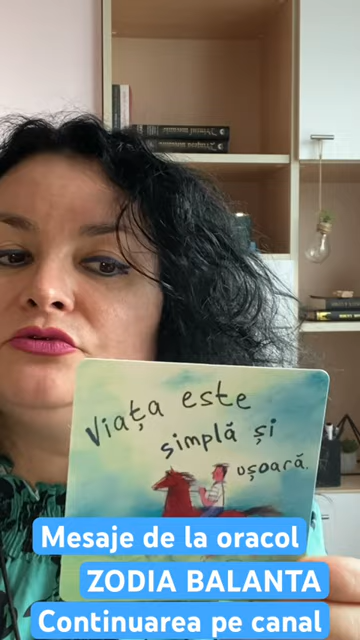 Viața este
simplă și
ușoară.
Mesaje de la oracol
ZODIA BALANTA
Continuarea pe canal